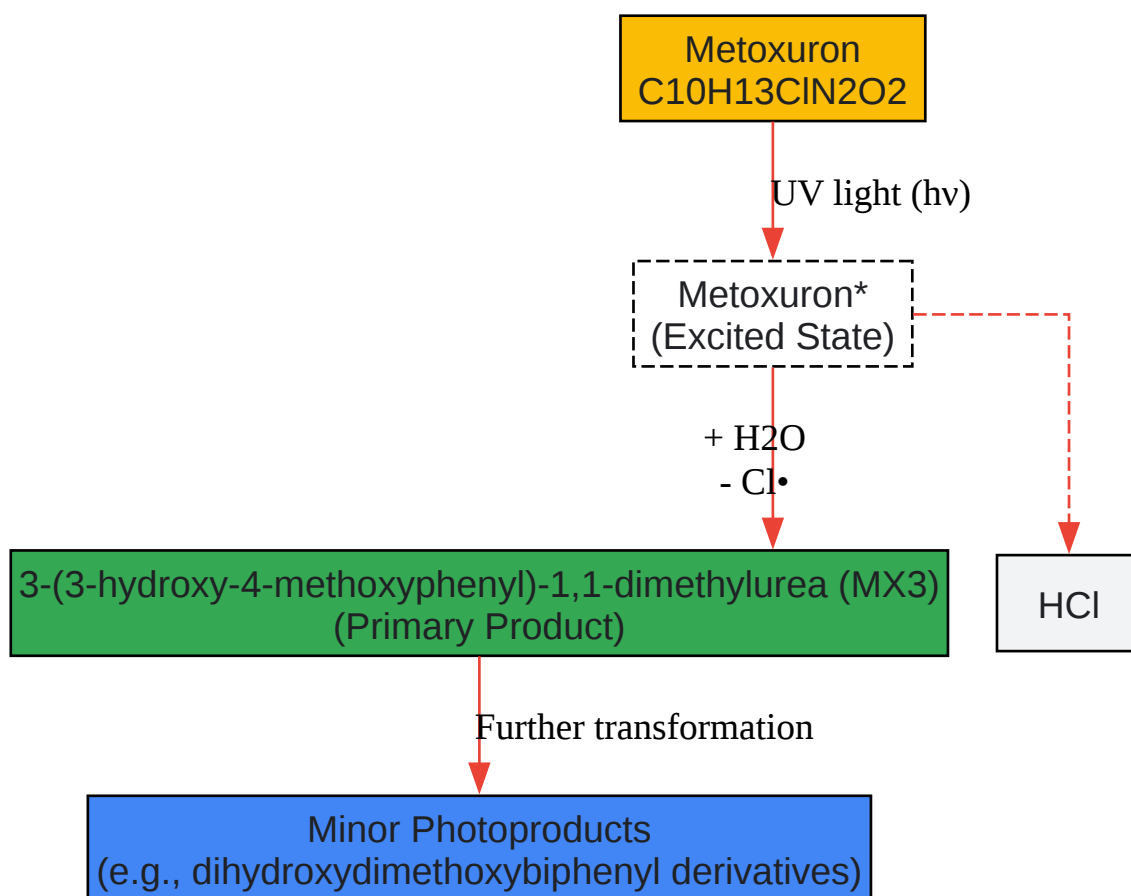 Metoxuron
C10H13ClN2O2
UV light (hν)
Metoxuron*
(Excited State)
+ H2O
- Cl•
3-(3-hydroxy-4-methoxyphenyl)-1,1-dimethylurea (MX3)
(Primary Product)
HCl
Further transformation
Minor Photoproducts
(e.g., dihydroxydimethoxybiphenyl derivatives)